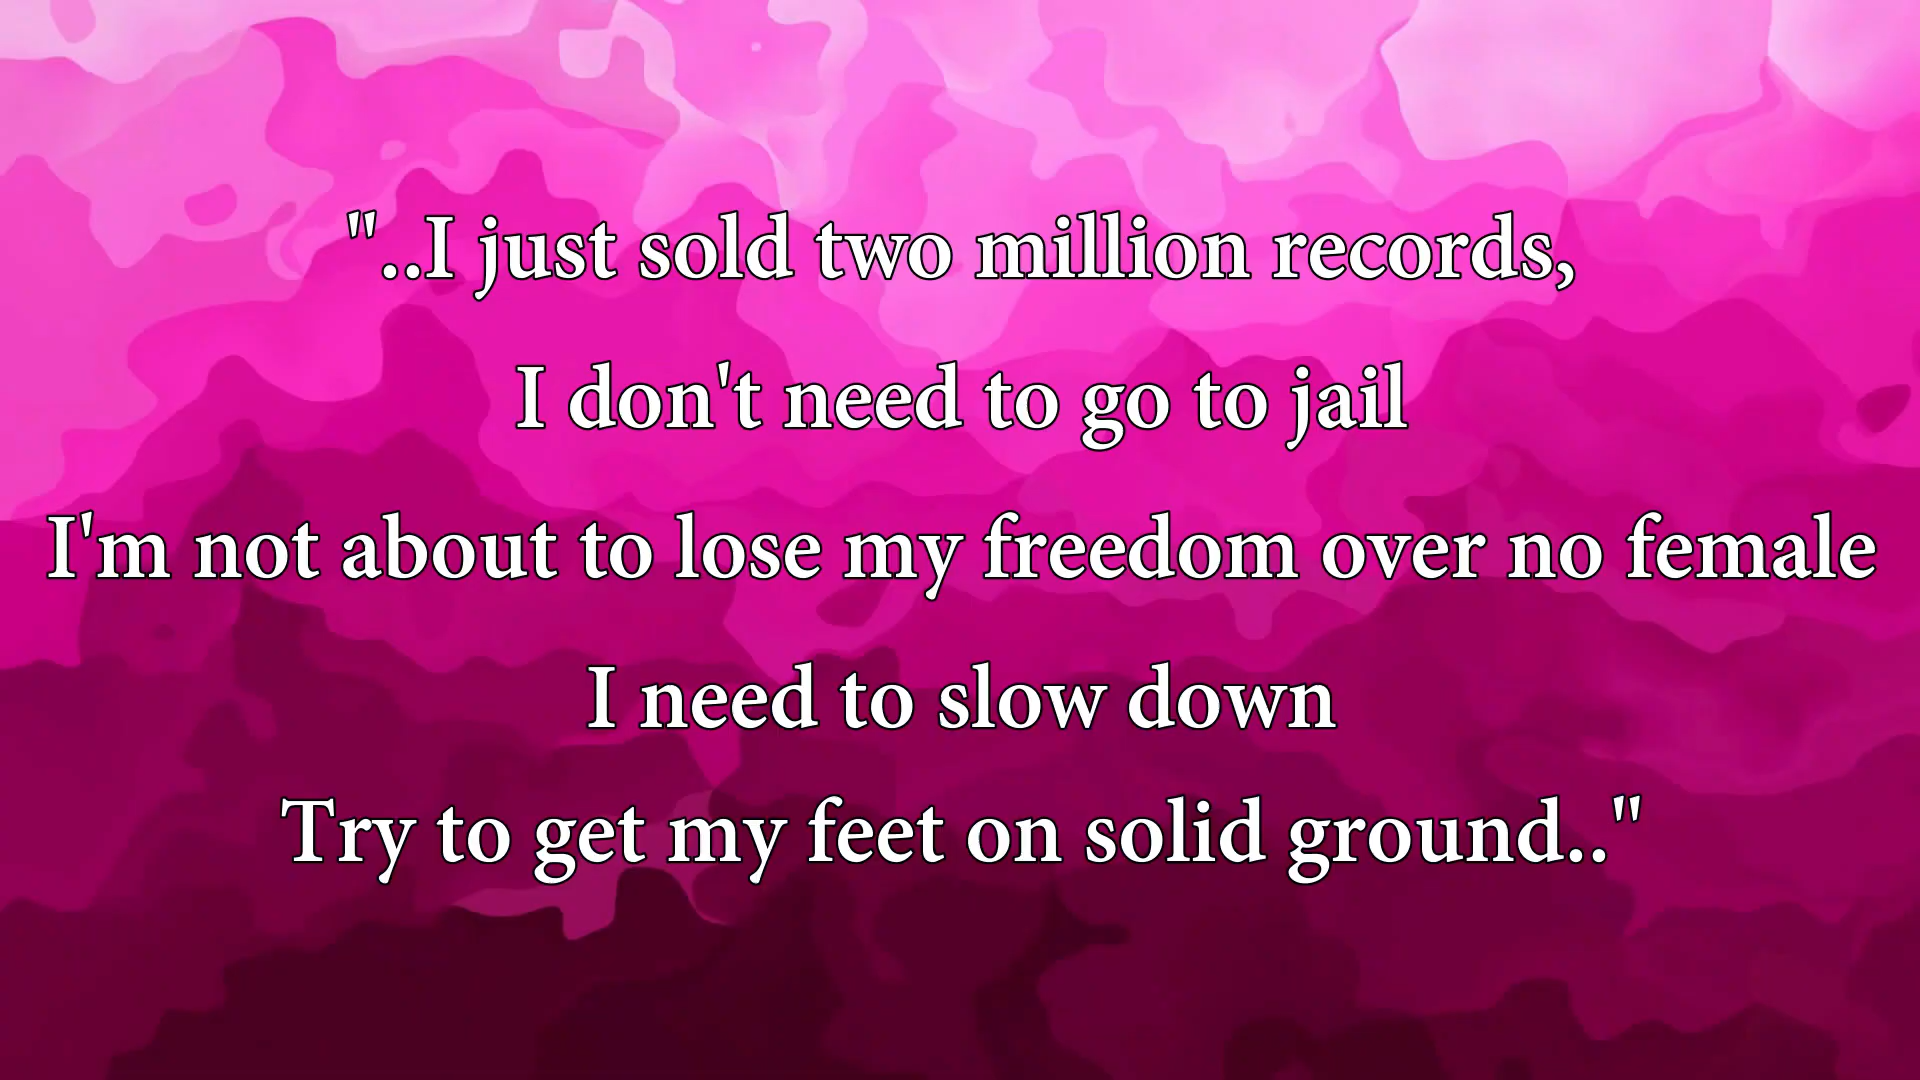 "..I just sold two million records,
I don't need to go to jail
I'm not about to lose my freedom over no female
I need to slow down
Try to get my feet on solid ground.."